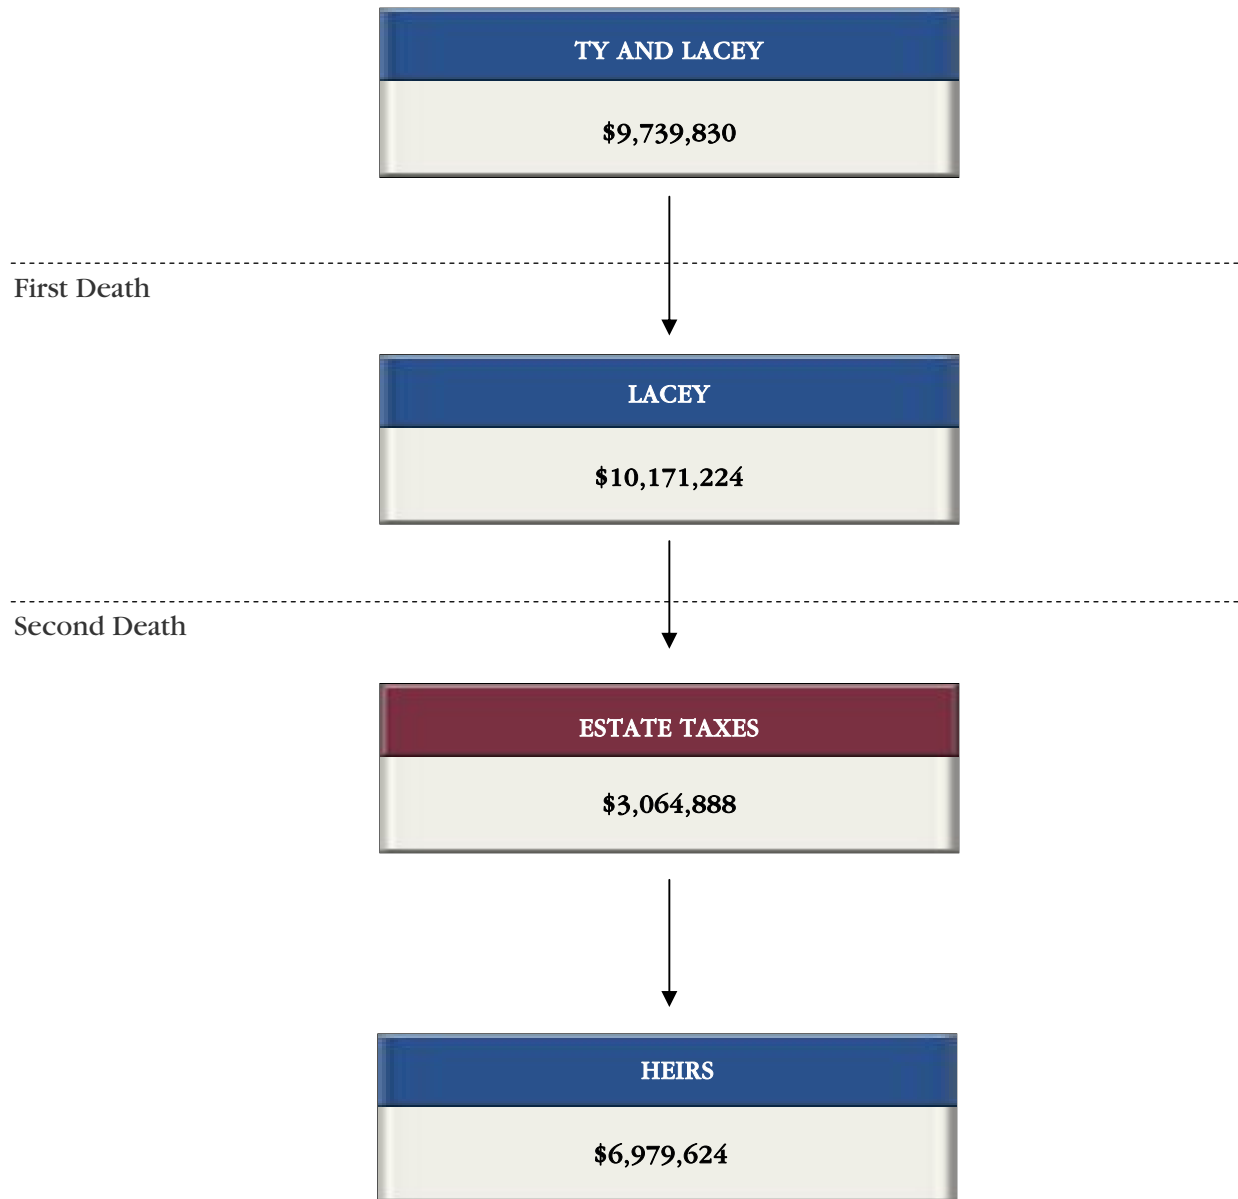 TY AND LACEY
$9,739,830
First Death
LACEY
$10,171,224
Second Death
ESTATE TAXES
$3,064,888
HEIRS
$6,979,624